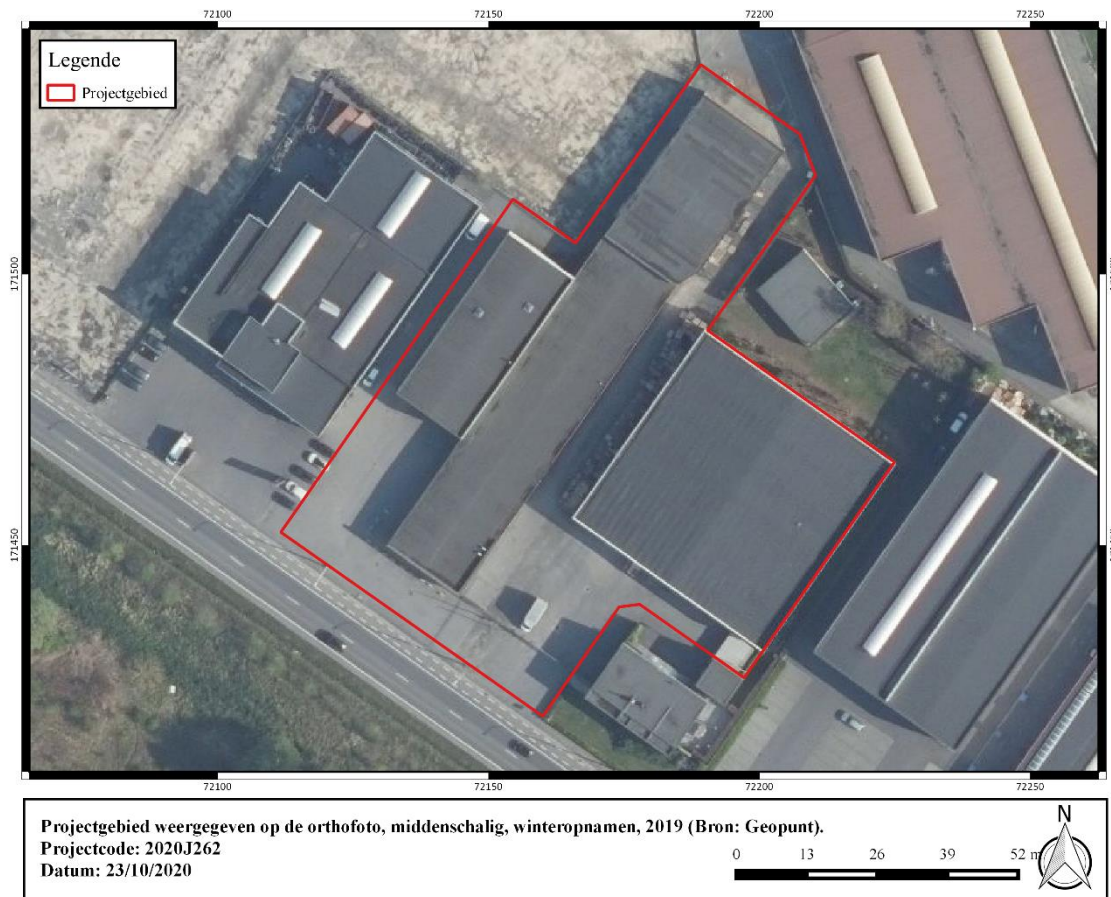 72100 72150 72200 72250
Legende
Projectgebied
171500
171450
72100 72150 72200 72250
Projectgebied weergegeven op de orthofoto, middenschalig, winteropnamen, 2019 (Bron: Geopunt).
Projectcode: 2020J262
Datum: 23/10/2020
0 13 26 39 52 m
N